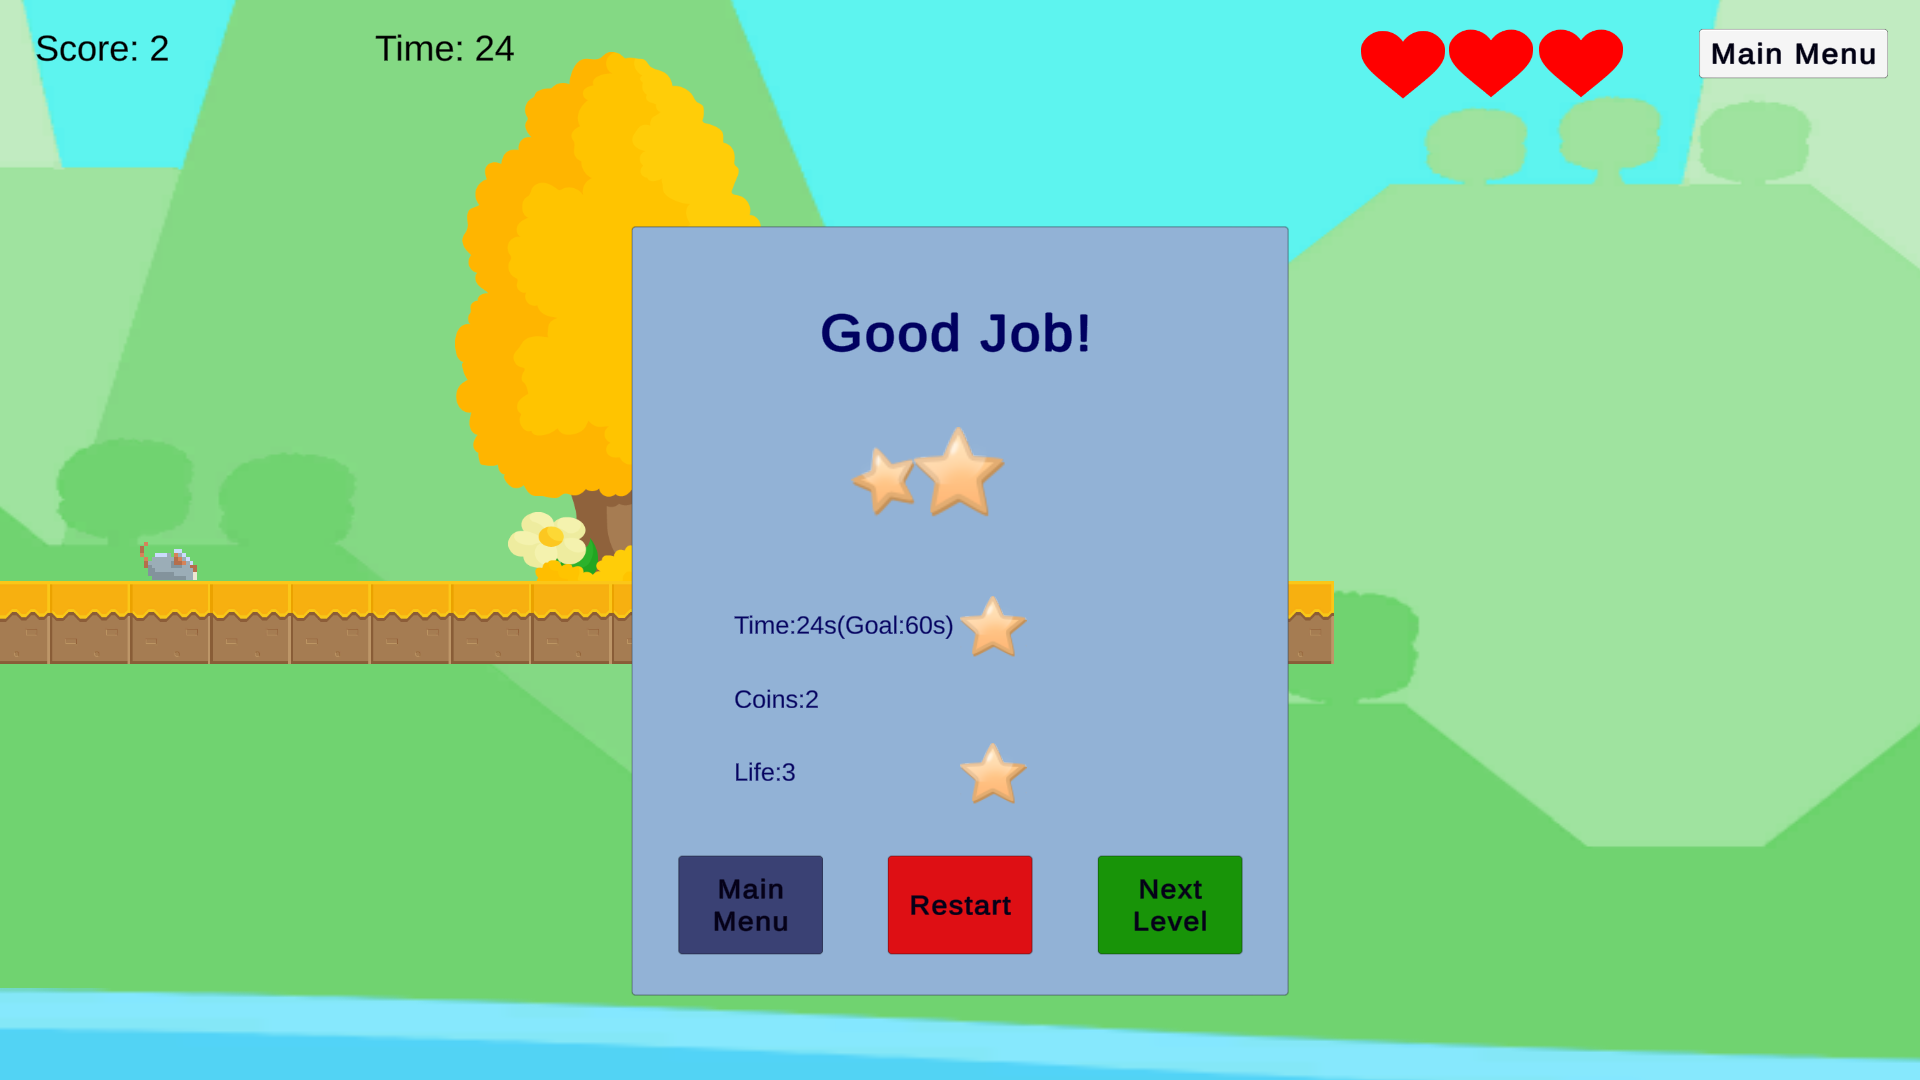 Score: 2
Time: 24
Main Menu
Good Job!
Time:24s(Goal:60s)
Coins:2
Life:3
Main
Menu
Restart
Next
Level